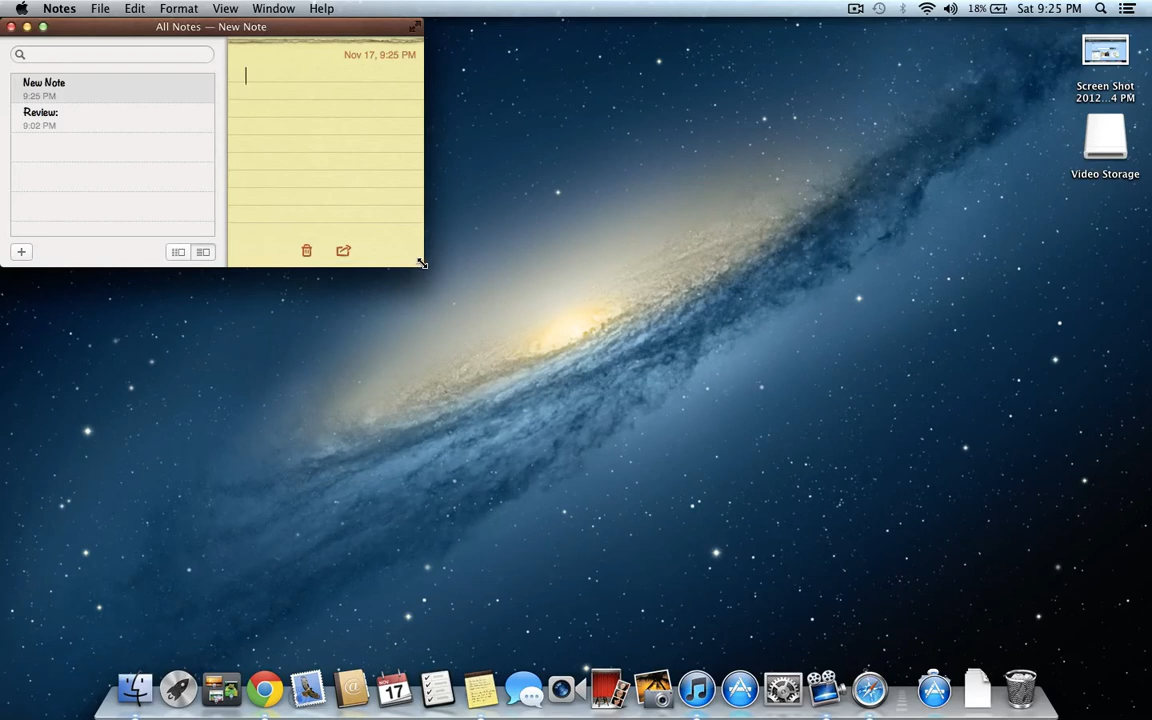 Notes File Edit Format View Window Help 18% Sat 9:25 PM
All Notes — New Note
Nov 17, 9:25 PM
New Note
9:25 PM
Review:
9:02 PM
Screen Shot
2012...4 PM
Video Storage
NOV
17